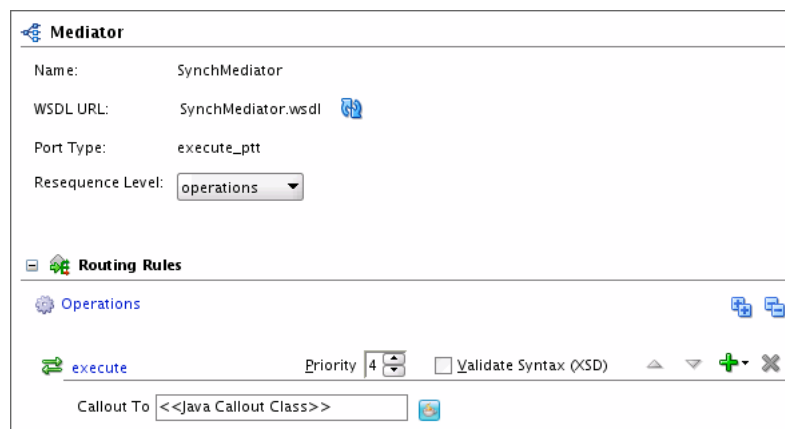 Mediator
Name: SynchMediator
WSDL URL: SynchMediator.wsdl
Port Type: execute_ptt
Resequence Level: operations
Routing Rules
Operations
execute Priority 4 Validate Syntax (XSD)
Callout To <<Java Callout Class>>